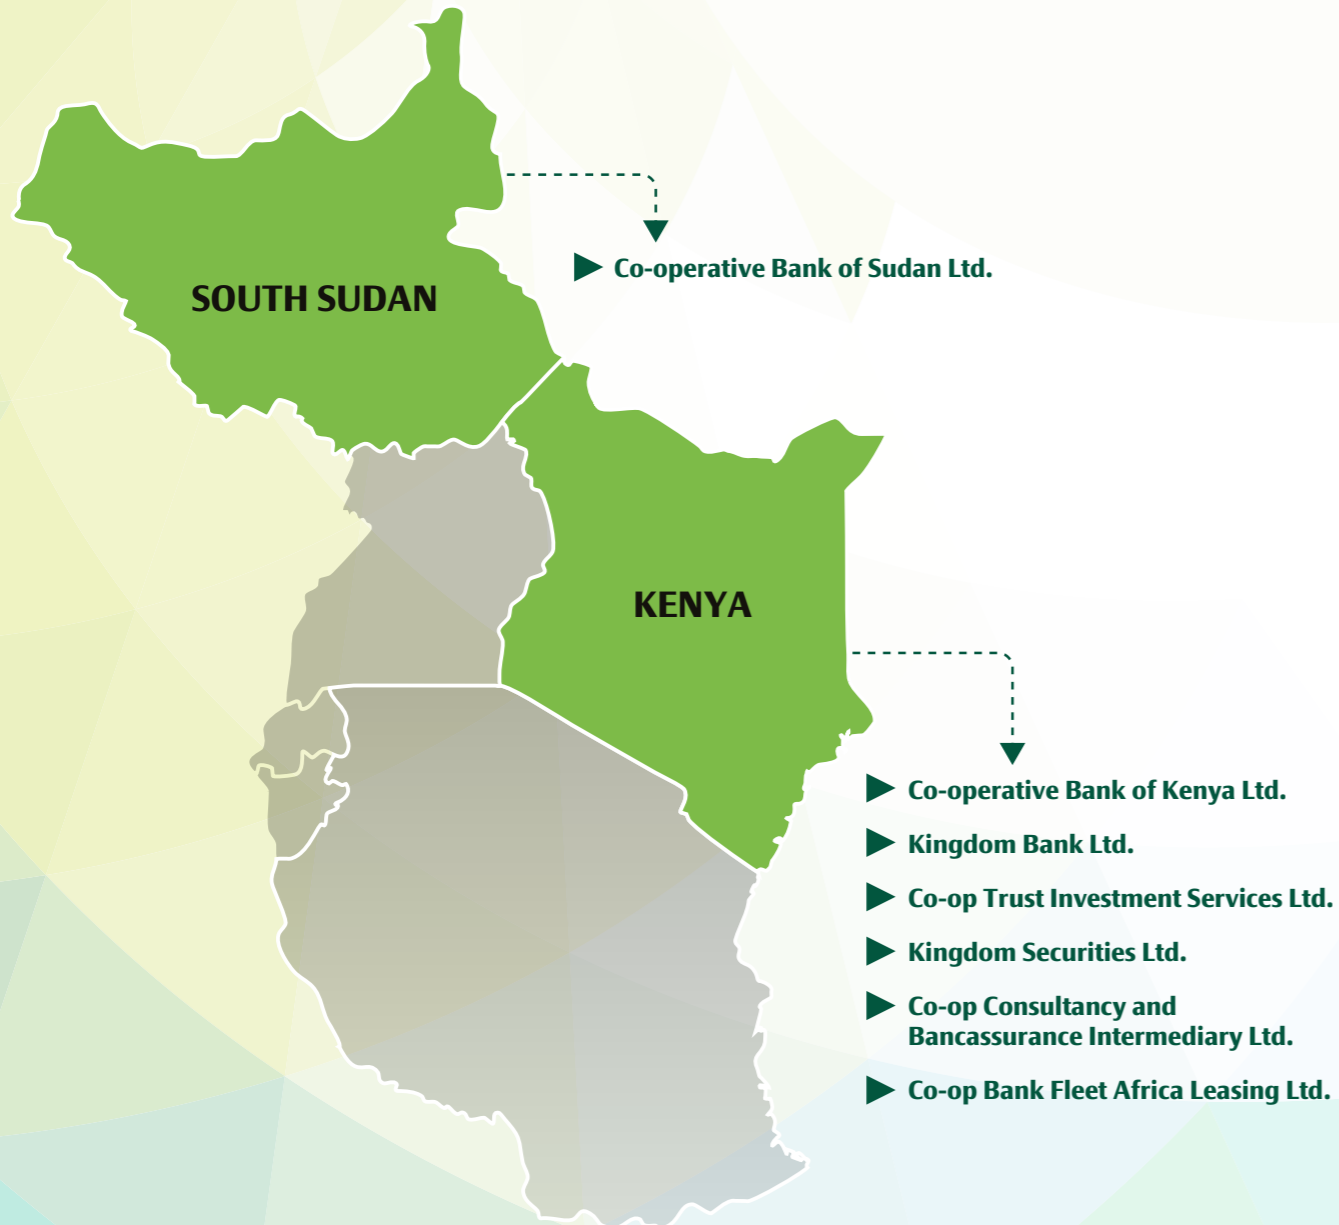 SOUTH SUDAN
Co-operative Bank of Sudan Ltd.
KENYA
Co-operative Bank of Kenya Ltd.
Kingdom Bank Ltd.
Co-op Trust Investment Services Ltd.
Kingdom Securities Ltd.
Co-op Consultancy and
Bancassurance Intermediary Ltd.
Co-op Bank Fleet Africa Leasing Ltd.